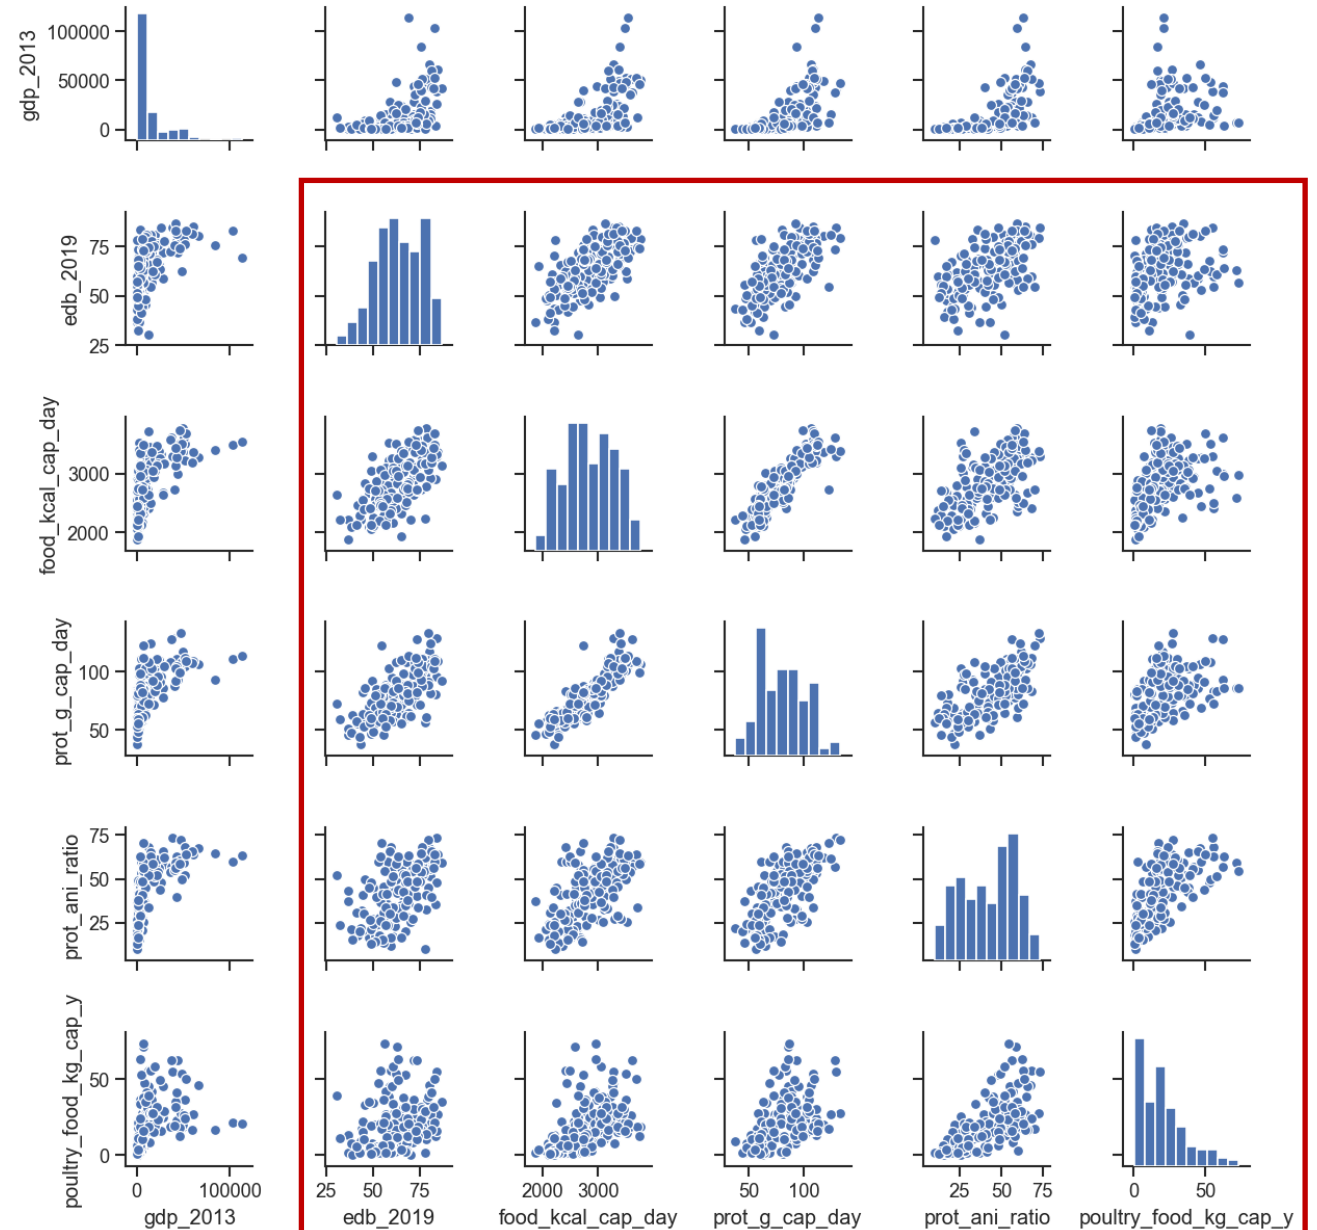 gdp_2013
100000
50000
0
edb_2019
75
50
25
food_kcal_cap_day
3000
2000
prot_g_cap_day
100
50
prot_ani_ratio
75
50
25
poultry_food_kg_cap_y
50
0
0 100000 25 50 75 2000 3000 50 100 25 50 75 0 50
gdp_2013 edb_2019 food_kcal_cap_day prot_g_cap_day prot_ani_ratio poultry_food_kg_cap_y